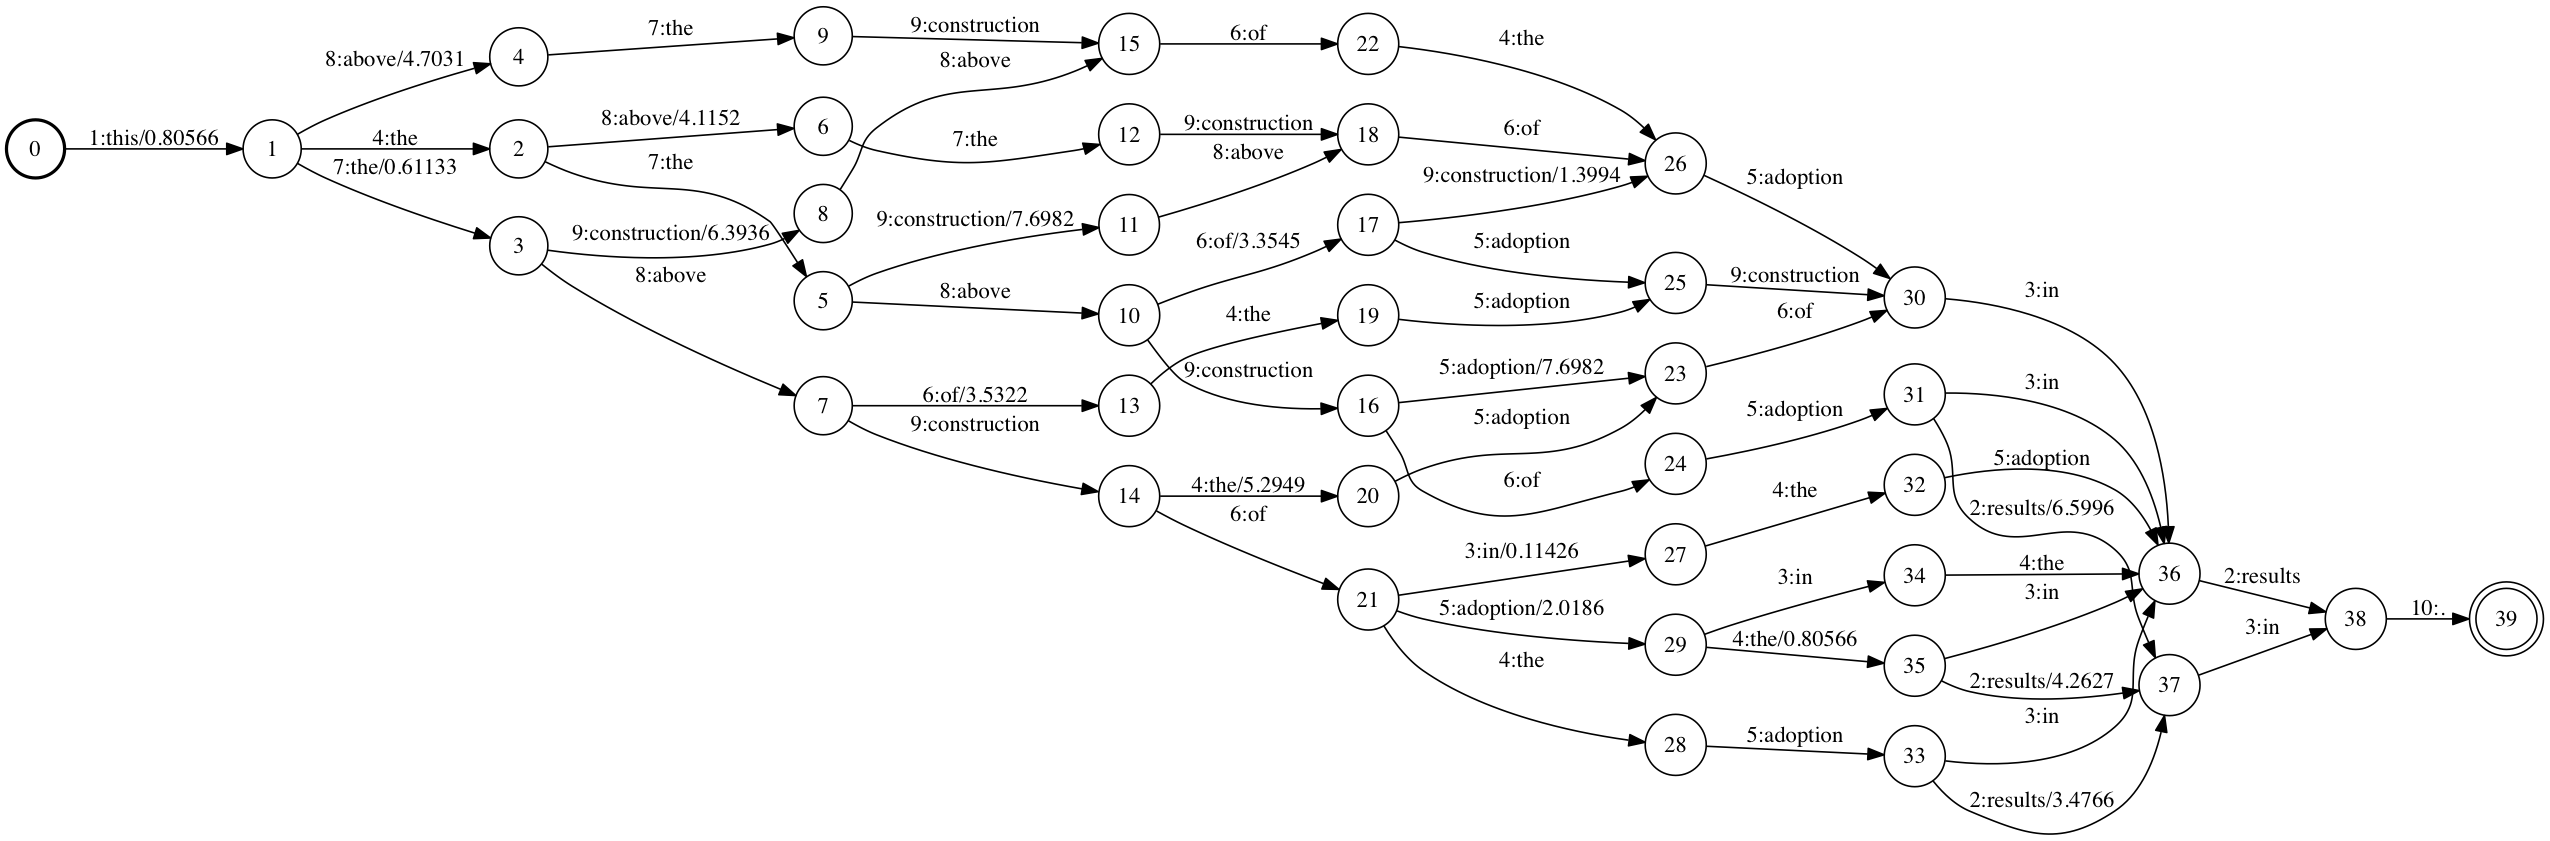 0
1:this/0.80566
1
8:above/4.7031
4:the
7:the/0.61133
4
2
3
7:the
8:above/4.1152
7:the
9:construction/6.3936
8:above
9
6
8
5
7
9:construction
8:above
7:the
9:construction/7.6982
8:above
6:of/3.5322
9:construction
15
12
11
10
13
14
6:of
9:construction
8:above
6:of/3.3545
4:the
9:construction
4:the/5.2949
6:of
22
18
17
19
16
20
21
4:the
6:of
9:construction/1.3994
5:adoption
5:adoption
5:adoption/7.6982
5:adoption
6:of
3:in/0.11426
5:adoption/2.0186
4:the
26
25
23
24
27
29
28
5:adoption
9:construction
6:of
5:adoption
4:the
3:in
4:the/0.80566
5:adoption
30
31
32
34
35
33
3:in
3:in
5:adoption
2:results/6.5996
4:the
3:in
2:results/4.2627
3:in
2:results/3.4766
36
37
2:results
3:in
38
10:.
39